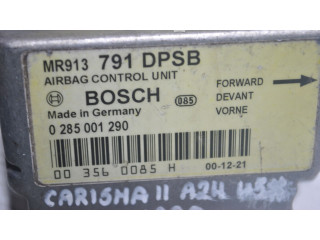 MR913 791 DPSB
AIRBAG CONTROL UNIT
FORWARD
BOSCH 085
DEVANT
Made in Germany
VORNE
0 285 001 290
00 356 0085 H 00-12-21
CARISMA II A24